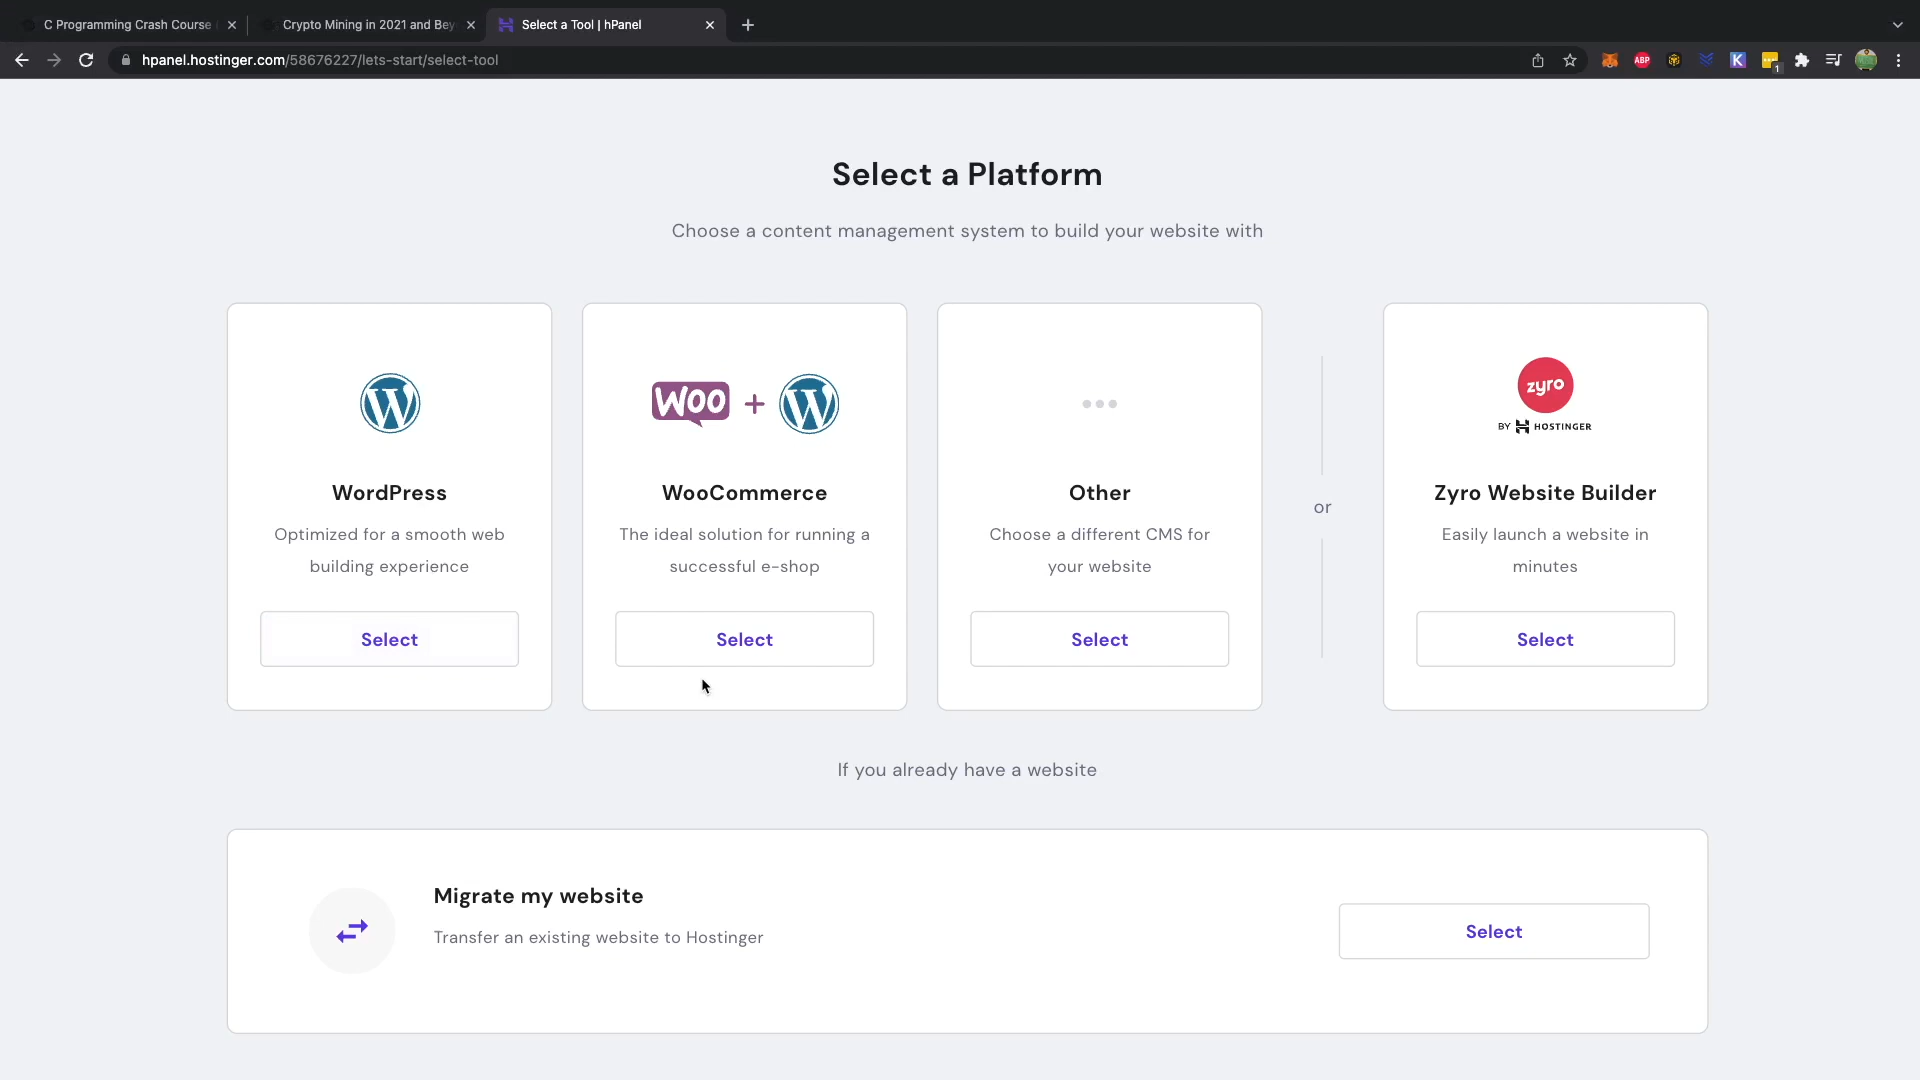 C Programming Crash Course
Crypto Mining in 2021 and Bey
Select a Tool | hPanel
hpanel.hostinger.com/58676227/lets-start/select-tool
ABP
K
1
Select a Platform
Choose a content management system to build your website with
WordPress
Optimized for a smooth web
building experience
Select
Woo +
WooCommerce
The ideal solution for running a
successful e-shop
Select
Other
Choose a different CMS for
your website
Select
or
zyro
BY HOSTINGER
Zyro Website Builder
Easily launch a website in
minutes
Select
If you already have a website
Migrate my website
Transfer an existing website to Hostinger
Select